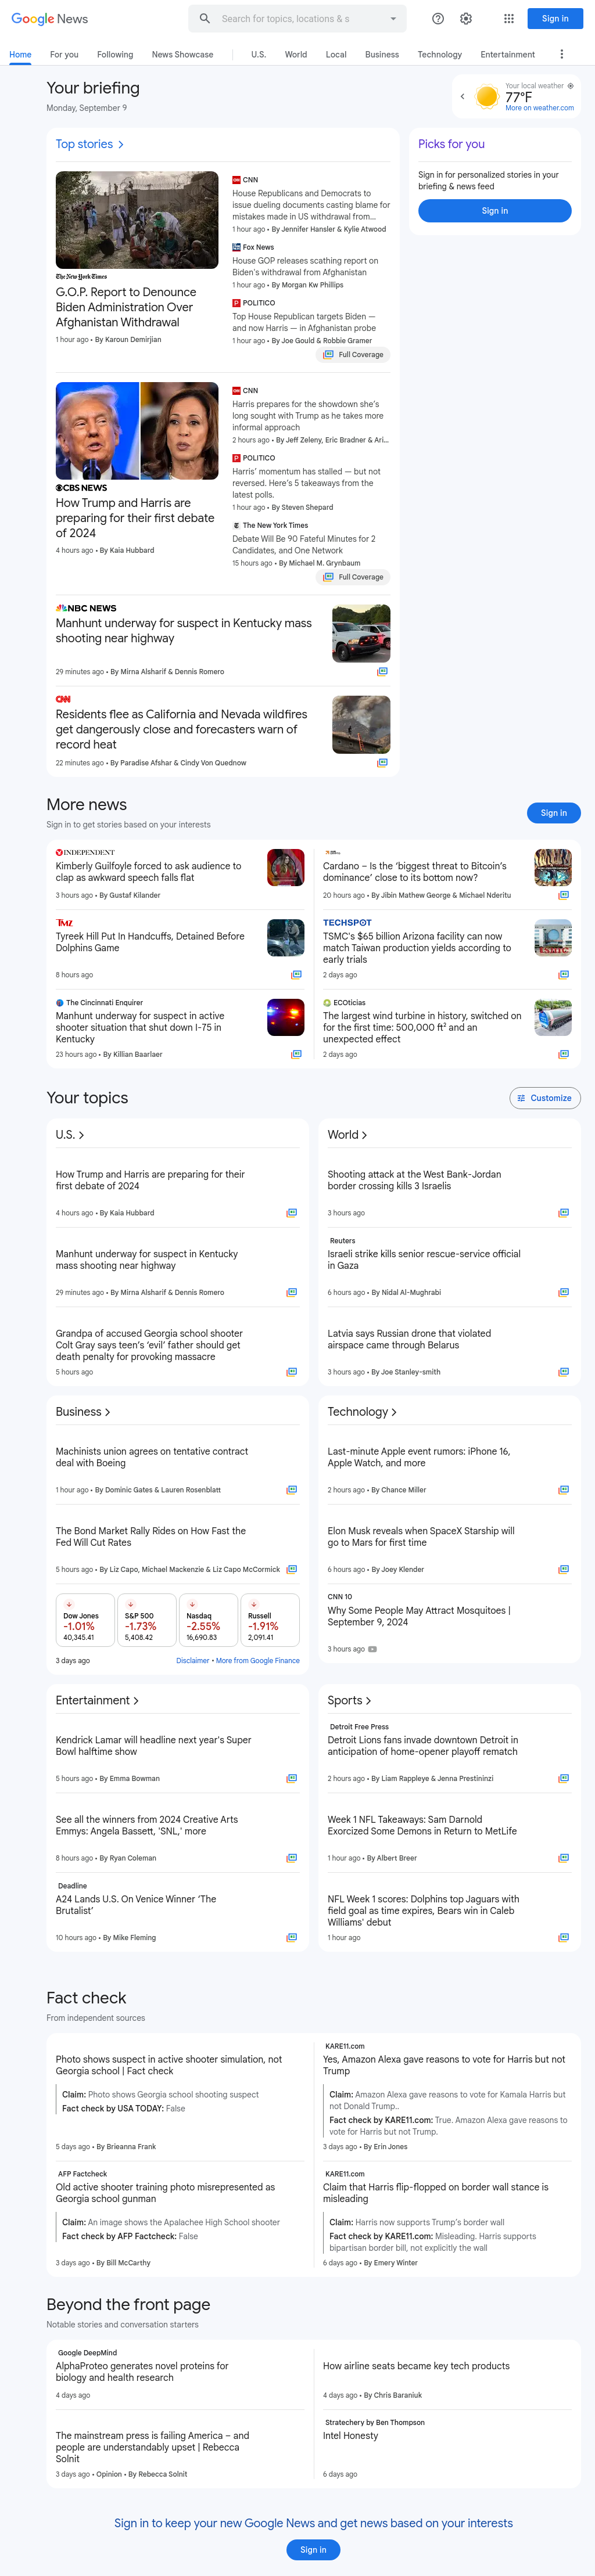 Google News
Search for topics, locations & s
Sign in
Home
For you
Following
News Showcase
U.S.
World
Local
Business
Technology
Entertainment
Your briefing
Monday, September 9
Your local weather
77°F
More on weather.com
Top stories
The New York Times
G.O.P. Report to Denounce
Biden Administration Over
Afghanistan Withdrawal
1 hour ago • By Karoun Demirjian
CNN
House Republicans and Democrats to
issue dueling documents casting blame for
mistakes made in US withdrawal from...
1 hour ago • By Jennifer Hansler & Kylie Atwood
Fox News
House GOP releases scathing report on
Biden's withdrawal from Afghanistan
1 hour ago • By Morgan Kw Phillips
POLITICO
Top House Republican targets Biden —
and now Harris — in Afghanistan probe
1 hour ago • By Joe Gould & Robbie Gramer
Full Coverage
CBS NEWS
How Trump and Harris are
preparing for their first debate
of 2024
4 hours ago • By Kaia Hubbard
CNN
Harris prepares for the showdown she's
long sought with Trump as he takes more
informal approach
2 hours ago • By Jeff Zeleny, Eric Bradner & Ari...
POLITICO
Harris' momentum has stalled — but not
reversed. Here's 5 takeaways from the
latest polls.
1 hour ago • By Steven Shepard
The New York Times
Debate Will Be 90 Fateful Minutes for 2
Candidates, and One Network
15 hours ago • By Michael M. Grynbaum
Full Coverage
NBC NEWS
Manhunt underway for suspect in Kentucky mass
shooting near highway
29 minutes ago • By Mirna Alsharif & Dennis Romero
CNN
Residents flee as California and Nevada wildfires
get dangerously close and forecasters warn of
record heat
22 minutes ago • By Paradise Afshar & Cindy Von Quednow
Picks for you
Sign in for personalized stories in your
briefing & news feed
Sign in
More news
Sign in to get stories based on your interests
Sign in
INDEPENDENT
Kimberly Guilfoyle forced to ask audience to
clap as awkward speech falls flat
3 hours ago • By Gustaf Kilander
TMZ
Tyreek Hill Put In Handcuffs, Detained Before
Dolphins Game
8 hours ago
The Cincinnati Enquirer
Manhunt underway for suspect in active
shooter situation that shut down I-75 in
Kentucky
23 hours ago • By Killian Baarlaer
Cardano – Is the 'biggest threat to Bitcoin's
dominance' close to its bottom now?
20 hours ago • By Jibin Mathew George & Michael Nderitu
TECHSPOT
TSMC's $65 billion Arizona facility can now
match Taiwan production yields according to
early trials
2 days ago
ECOticias
The largest wind turbine in history, switched on
for the first time: 500,000 ft² and an
unexpected effect
2 days ago
Your topics
Customize
U.S.
How Trump and Harris are preparing for their
first debate of 2024
4 hours ago • By Kaia Hubbard
Manhunt underway for suspect in Kentucky
mass shooting near highway
29 minutes ago • By Mirna Alsharif & Dennis Romero
Grandpa of accused Georgia school shooter
Colt Gray says teen's 'evil' father should get
death penalty for provoking massacre
5 hours ago
World
Shooting attack at the West Bank-Jordan
border crossing kills 3 Israelis
3 hours ago
Reuters
Israeli strike kills senior rescue-service official
in Gaza
6 hours ago • By Nidal Al-Mughrabi
Latvia says Russian drone that violated
airspace came through Belarus
3 hours ago • By Joe Stanley-smith
Business
Machinists union agrees on tentative contract
deal with Boeing
1 hour ago • By Dominic Gates & Lauren Rosenblatt
The Bond Market Rally Rides on How Fast the
Fed Will Cut Rates
5 hours ago • By Liz Capo, Michael Mackenzie & Liz Capo McCormick
Dow Jones
-1.01%
40,345.41
S&P 500
-1.73%
5,408.42
Nasdaq
-2.55%
16,690.83
Russell
-1.91%
2,091.41
3 days ago
Disclaimer • More from Google Finance
Technology
Last-minute Apple event rumors: iPhone 16,
Apple Watch, and more
2 hours ago • By Chance Miller
Elon Musk reveals when SpaceX Starship will
go to Mars for first time
6 hours ago • By Joey Klender
CNN 10
Why Some People May Attract Mosquitoes |
September 9, 2024
3 hours ago
Entertainment
Kendrick Lamar will headline next year's Super
Bowl halftime show
5 hours ago • By Emma Bowman
See all the winners from 2024 Creative Arts
Emmys: Angela Bassett, 'SNL,' more
8 hours ago • By Ryan Coleman
Deadline
A24 Lands U.S. On Venice Winner 'The
Brutalist'
10 hours ago • By Mike Fleming
Sports
Detroit Free Press
Detroit Lions fans invade downtown Detroit in
anticipation of home-opener playoff rematch
2 hours ago • By Liam Rappleye & Jenna Prestininzi
Week 1 NFL Takeaways: Sam Darnold
Exorcized Some Demons in Return to MetLife
1 hour ago • By Albert Breer
NFL Week 1 scores: Dolphins top Jaguars with
field goal as time expires, Bears win in Caleb
Williams' debut
1 hour ago
Fact check
From independent sources
Photo shows suspect in active shooter simulation, not
Georgia school | Fact check
Claim: Photo shows Georgia school shooting suspect
Fact check by USA TODAY: False
5 days ago • By Brieanna Frank
AFP Factcheck
Old active shooter training photo misrepresented as
Georgia school gunman
Claim: An image shows the Apalachee High School shooter
Fact check by AFP Factcheck: False
3 days ago • By Bill McCarthy
KARE11.com
Yes, Amazon Alexa gave reasons to vote for Harris but not
Trump
Claim: Amazon Alexa gave reasons to vote for Kamala Harris but
not Donald Trump..
Fact check by KARE11.com: True. Amazon Alexa gave reasons to
vote for Harris but not Trump.
3 days ago • By Erin Jones
KARE11.com
Claim that Harris flip-flopped on border wall stance is
misleading
Claim: Harris now supports Trump's border wall
Fact check by KARE11.com: Misleading. Harris supports
bipartisan border bill, not explicitly the wall
6 days ago • By Emery Winter
Beyond the front page
Notable stories and conversation starters
Google DeepMind
AlphaProteo generates novel proteins for
biology and health research
4 days ago
The mainstream press is failing America – and
people are understandably upset | Rebecca
Solnit
3 days ago • Opinion • By Rebecca Solnit
How airline seats became key tech products
4 days ago • By Chris Baraniuk
Stratechery by Ben Thompson
Intel Honesty
6 days ago
Sign in to keep your new Google News and get news based on your interests
Sign in